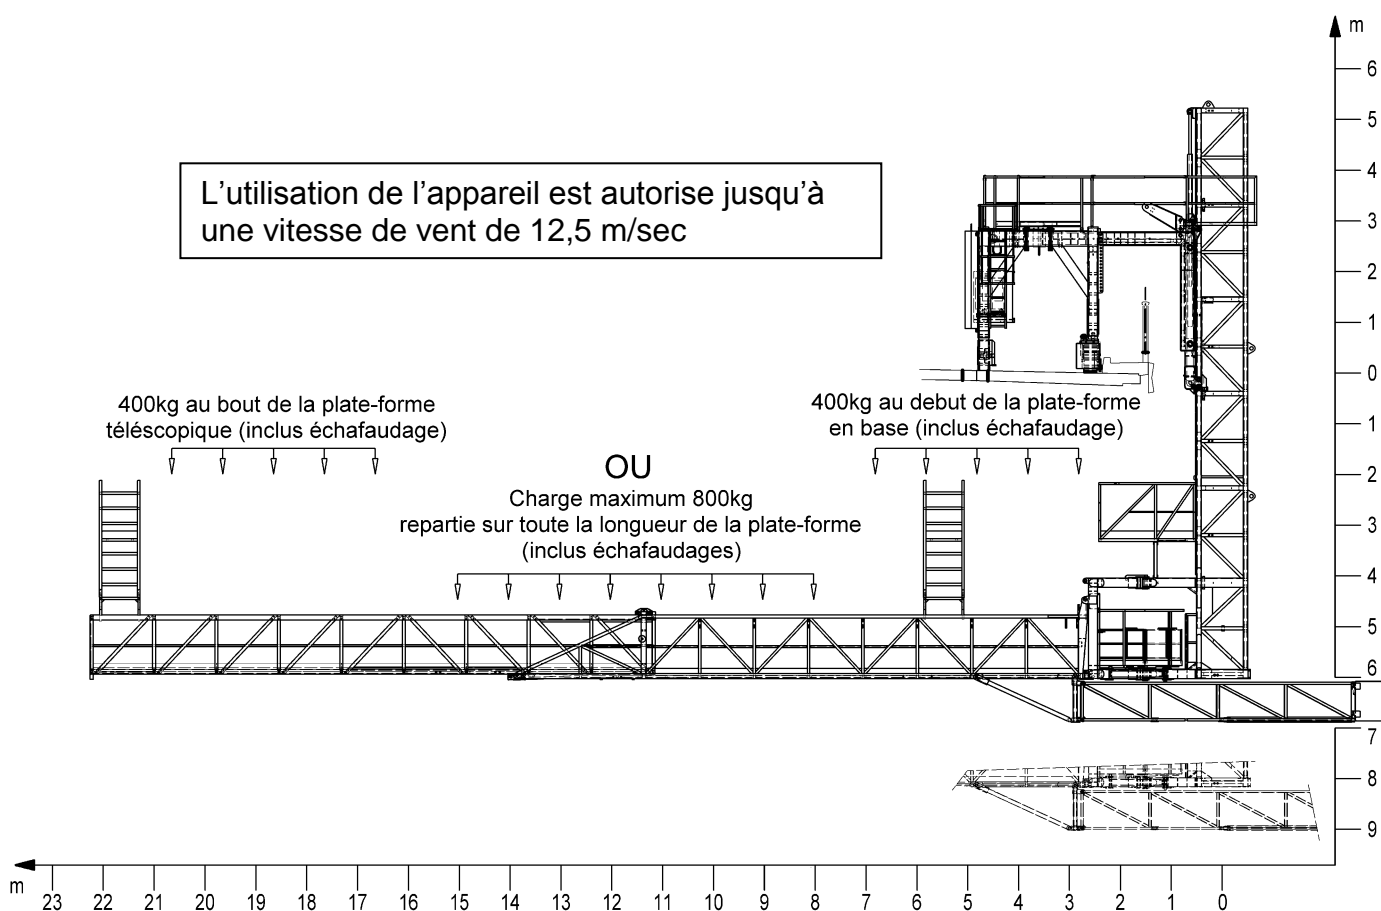 m
6
5
4
3
2
1
0
1
2
3
4
5
6
7
8
9
L’utilisation de l’appareil est autorise jusqu’à
une vitesse de vent de 12,5 m/sec
400kg au bout de la plate-forme
téléscopique (inclus échafaudage)
OU
Charge maximum 800kg
repartie sur toute la longueur de la plate-forme
(inclus échafaudages)
400kg au debut de la plate-forme
en base (inclus échafaudage)
m
23 22 21 20 19 18 17 16 15 14 13 12 11 10 9 8 7 6 5 4 3 2 1 0